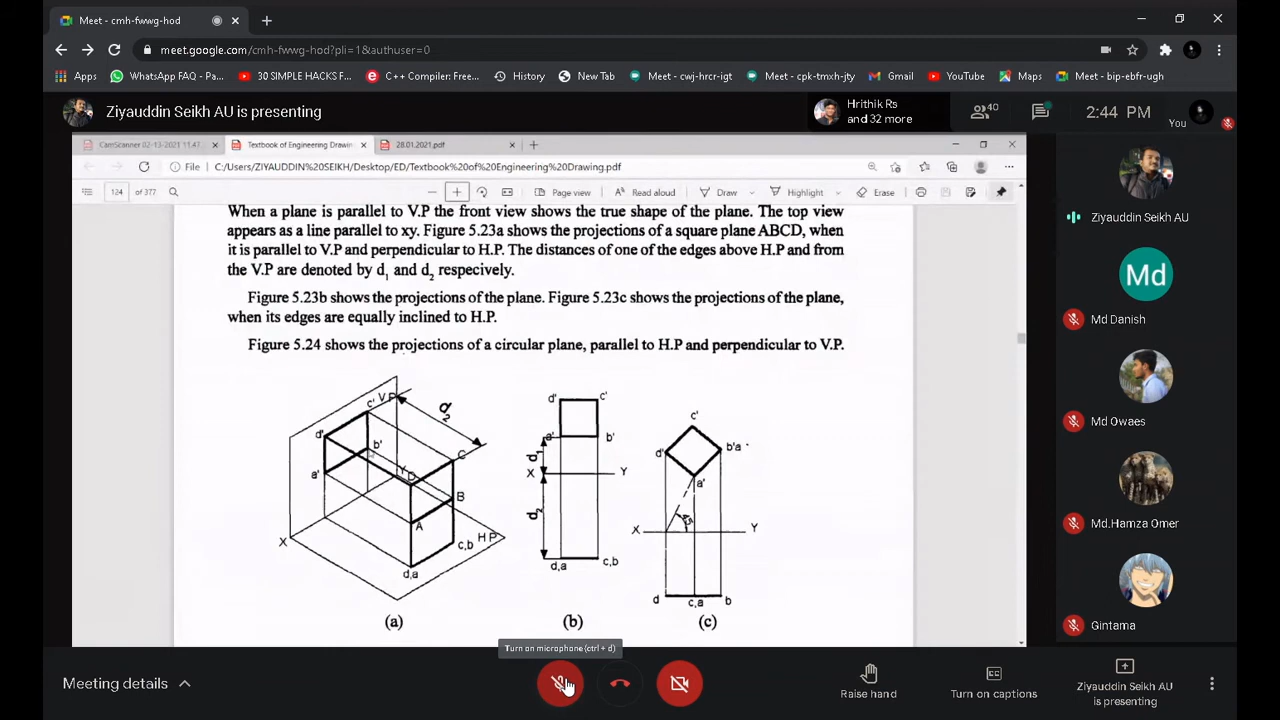 Meet - cmh-fwwg-hod
meet.google.com/cmh-fwwg-hod?pli=1&authuser=0
Apps WhatsApp FAQ - Pa... 30 SIMPLE HACKS F... C++ Compiler: Free... History New Tab Meet - cwj-hrcr-igt Meet - cpk-tmxh-jty Gmail YouTube Maps Meet - bip-ebfr-ugh
Ziyauddin Seikh AU is presenting
Hrithik Rs
and 32 more
40
2:44 PM
You
CamScanner 02-13-2021 11.47 Textbook of Engineering Drawin 28.01.2021.pdf
File C:/Users/ZIYAUDDIN%20SEIKH/Desktop/ED/Textbook%20of%20Engineering%20Drawing.pdf
124 of 377 Page view Read aloud Draw Highlight Erase
When a plane is parallel to V.P the front view shows the true shape of the plane. The top view
appears as a line parallel to xy. Figure 5.23a shows the projections of a square plane ABCD, when
it is parallel to V.P and perpendicular to H.P. The distances of one of the edges above H.P and from
the V.P are denoted by d1 and d2 respecively.
Figure 5.23b shows the projections of the plane. Figure 5.23c shows the projections of the plane,
when its edges are equally inclined to H.P.
Figure 5.24 shows the projections of a circular plane, parallel to H.P and perpendicular to V.P.
c' V P d2
d' b' C
a' Y D
B
A
X H P
c,b
d,a
(a)
d' c'
a' b'
d1
X Y
d2
d,a c,b
(b)
c'
d' b'a
a'
45
X Y
d c,a b
(c)
Ziyauddin Seikh AU
Md
Md Danish
Md Owaes
Md.Hamza Omer
Gintama
Turn on microphone (ctrl + d)
Meeting details
Raise hand
Turn on captions
Ziyauddin Seikh AU
is presenting